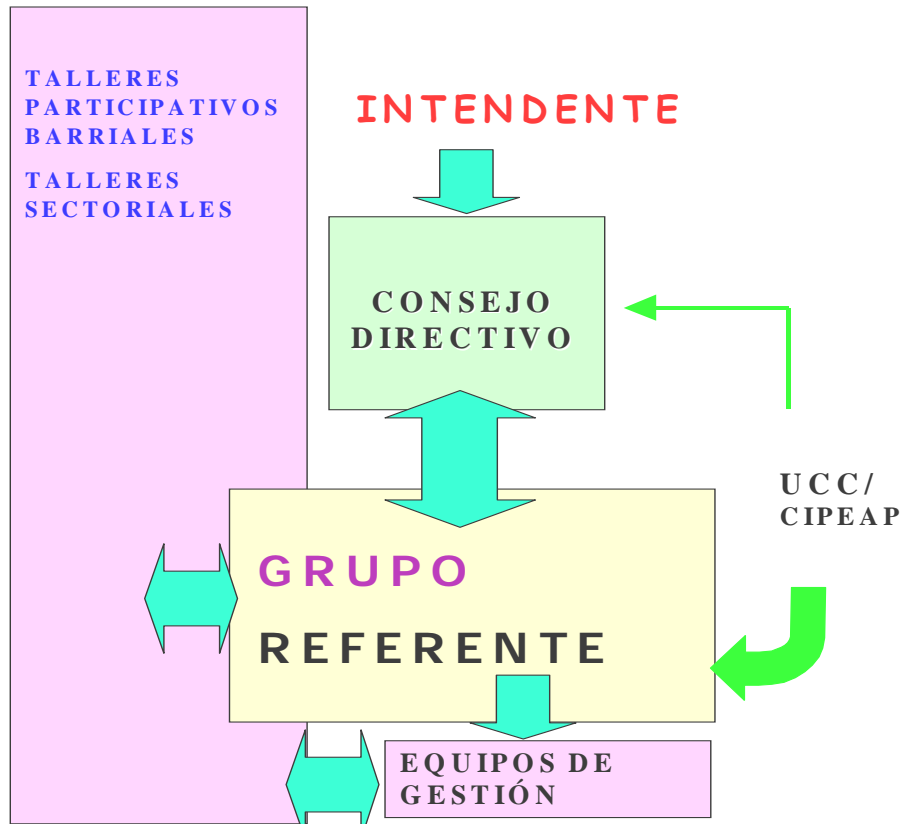 TALLERES
PARTICIPATIVOS
BARRIALES
TALLERES
SECTORIALES
INTENDENTE
CONSEJO
DIRECTIVO
UCC/
CIPEAP
GRUPO
REFERENTE
EQUIPOS DE
GESTIÓN